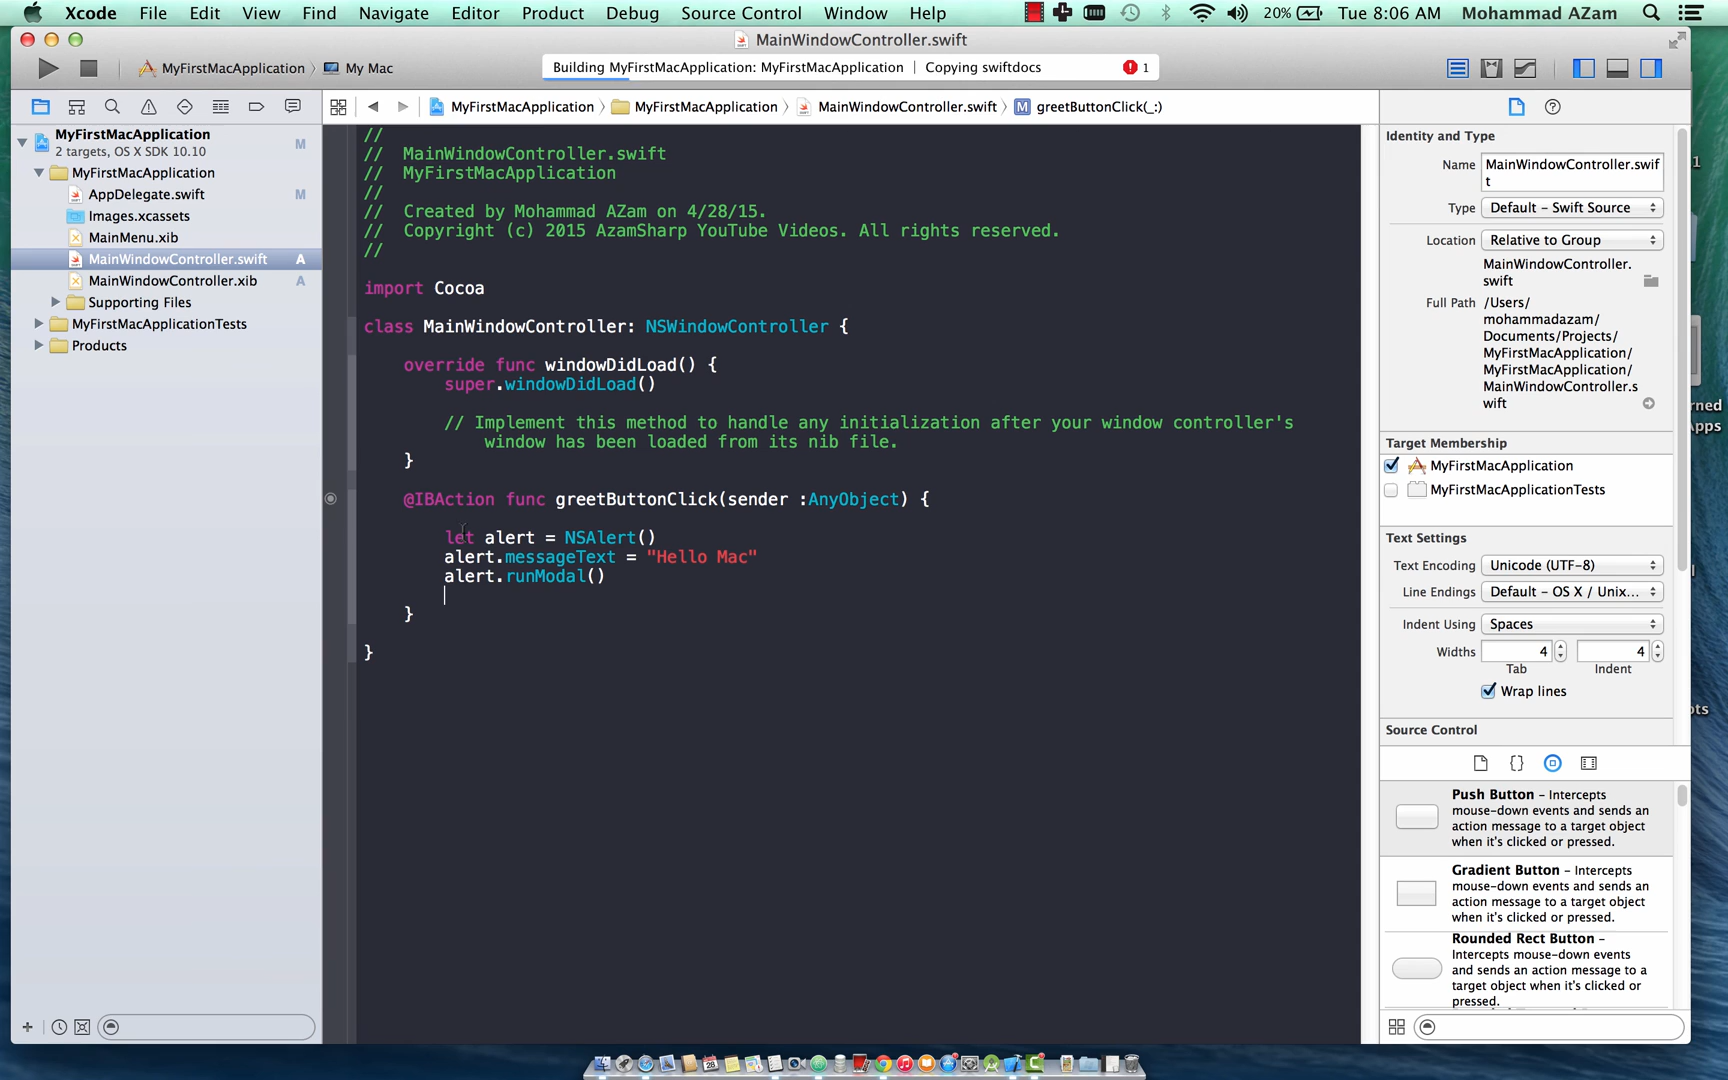 Xcode File Edit View Find Navigate Editor Product Debug Source Control Window Help 20% Tue 8:06 AM Mohammad AZam
MainWindowController.swift
MyFirstMacApplication My Mac
Building MyFirstMacApplication: MyFirstMacApplication | Copying swiftdocs 1
MyFirstMacApplication MyFirstMacApplication MainWindowController.swift M greetButtonClick(_:)
MyFirstMacApplication M
2 targets, OS X SDK 10.10
MyFirstMacApplication
AppDelegate.swift M
Images.xcassets
MainMenu.xib
MainWindowController.swift A
MainWindowController.xib A
Supporting Files
MyFirstMacApplicationTests
Products
//
// MainWindowController.swift
// MyFirstMacApplication
//
// Created by Mohammad AZam on 4/28/15.
// Copyright (c) 2015 AzamSharp YouTube Videos. All rights reserved.
//
import Cocoa
class MainWindowController: NSWindowController {
override func windowDidLoad() {
super.windowDidLoad()
// Implement this method to handle any initialization after your window controller's
window has been loaded from its nib file.
}
@IBAction func greetButtonClick(sender :AnyObject) {
let alert = NSAlert()
alert.messageText = "Hello Mac"
alert.runModal()
}
}
Identity and Type
Name MainWindowController.swif
t
Type Default - Swift Source
Location Relative to Group
MainWindowController.
swift
Full Path /Users/
mohammadazam/
Documents/Projects/
MyFirstMacApplication/
MyFirstMacApplication/
MainWindowController.s
wift
Target Membership
MyFirstMacApplication
MyFirstMacApplicationTests
Text Settings
Text Encoding Unicode (UTF-8)
Line Endings Default - OS X / Unix...
Indent Using Spaces
Widths 4 4
Tab Indent
Wrap lines
Source Control
Push Button - Intercepts
mouse-down events and sends an
action message to a target object
when it's clicked or pressed.
Gradient Button - Intercepts
mouse-down events and sends an
action message to a target object
when it's clicked or pressed.
Rounded Rect Button -
Intercepts mouse-down events
and sends an action message to a
target object when it's clicked or
pressed.